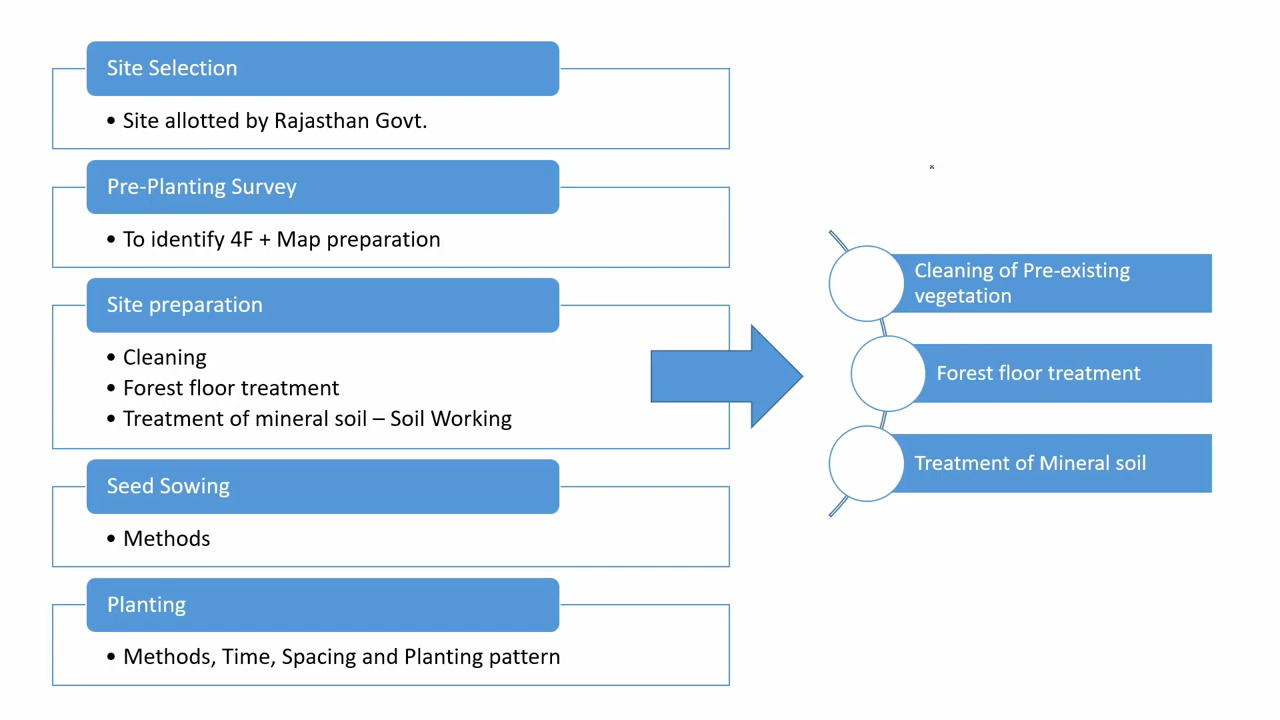 Site Selection
• Site allotted by Rajasthan Govt.
Pre-Planting Survey
• To identify 4F + Map preparation
Site preparation
• Cleaning
• Forest floor treatment
• Treatment of mineral soil – Soil Working
Seed Sowing
• Methods
Planting
• Methods, Time, Spacing and Planting pattern
Cleaning of Pre-existing
vegetation
Forest floor treatment
Treatment of Mineral soil